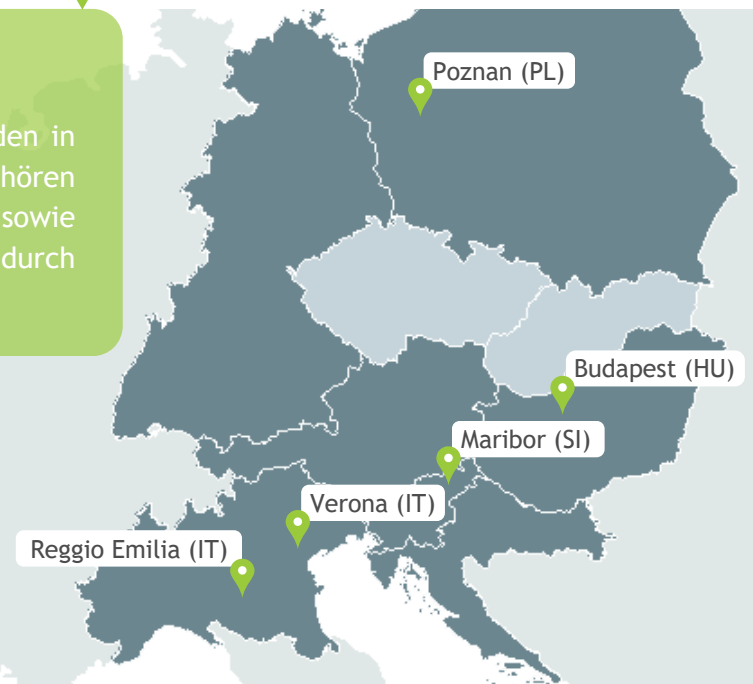 den in
hören
sowie
durch
Poznan (PL)
Budapest (HU)
Maribor (SI)
Verona (IT)
Reggio Emilia (IT)